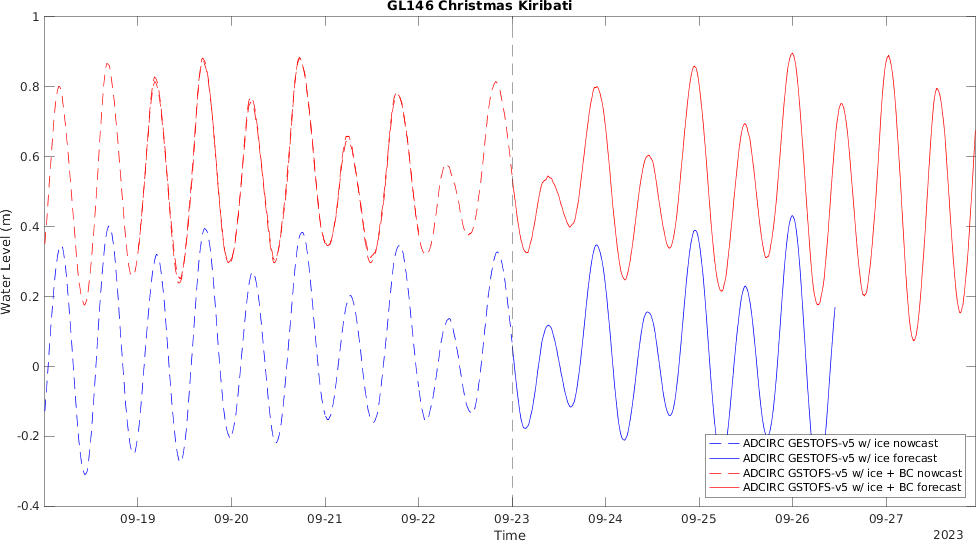 GL146 Christmas Kiribati
1
0.8
0.6
0.4
0.2
0
-0.2
-0.4
Water Level (m)
ADCIRC GESTOFS-v5 w/ ice nowcast
ADCIRC GESTOFS-v5 w/ ice forecast
ADCIRC GSTOFS-v5 w/ ice + BC nowcast
ADCIRC GSTOFS-v5 w/ ice + BC forecast
09-19 09-20 09-21 09-22 09-23 09-24 09-25 09-26 09-27
Time
2023